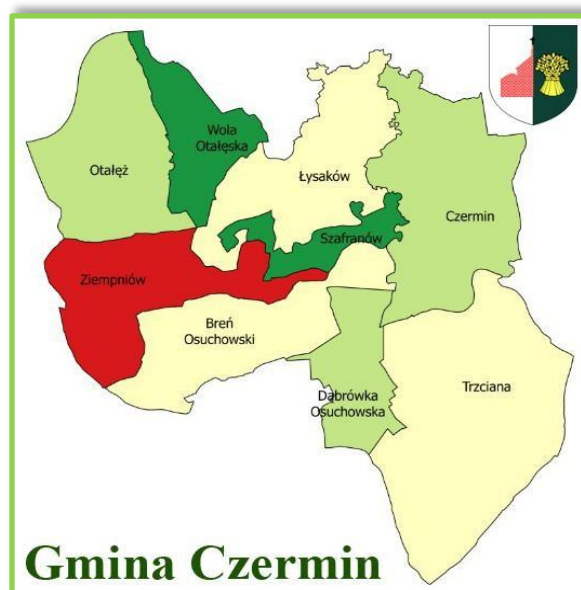 Wola
Otałęska
Otałęż
Łysaków
Czermin
Szafranów
Ziempniów
Breń
Osuchowski
Dąbrówka
Osuchowska
Trzciana
Gmina Czermin